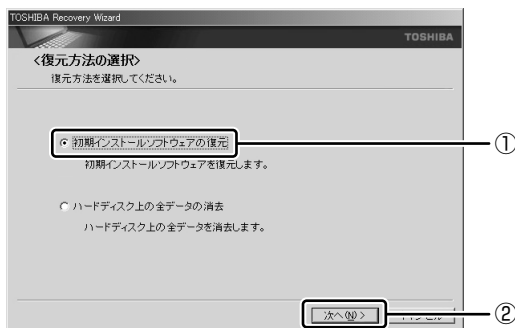 TOSHIBA Recovery Wizard
TOSHIBA
<復元方法の選択>
復元方法を選択してください。
初期インストールソフトウェアの復元
①
初期インストールソフトウェアを復元します。
ハードディスク上の全データの消去
ハードディスク上の全データを消去します。
次へ(N) >
②